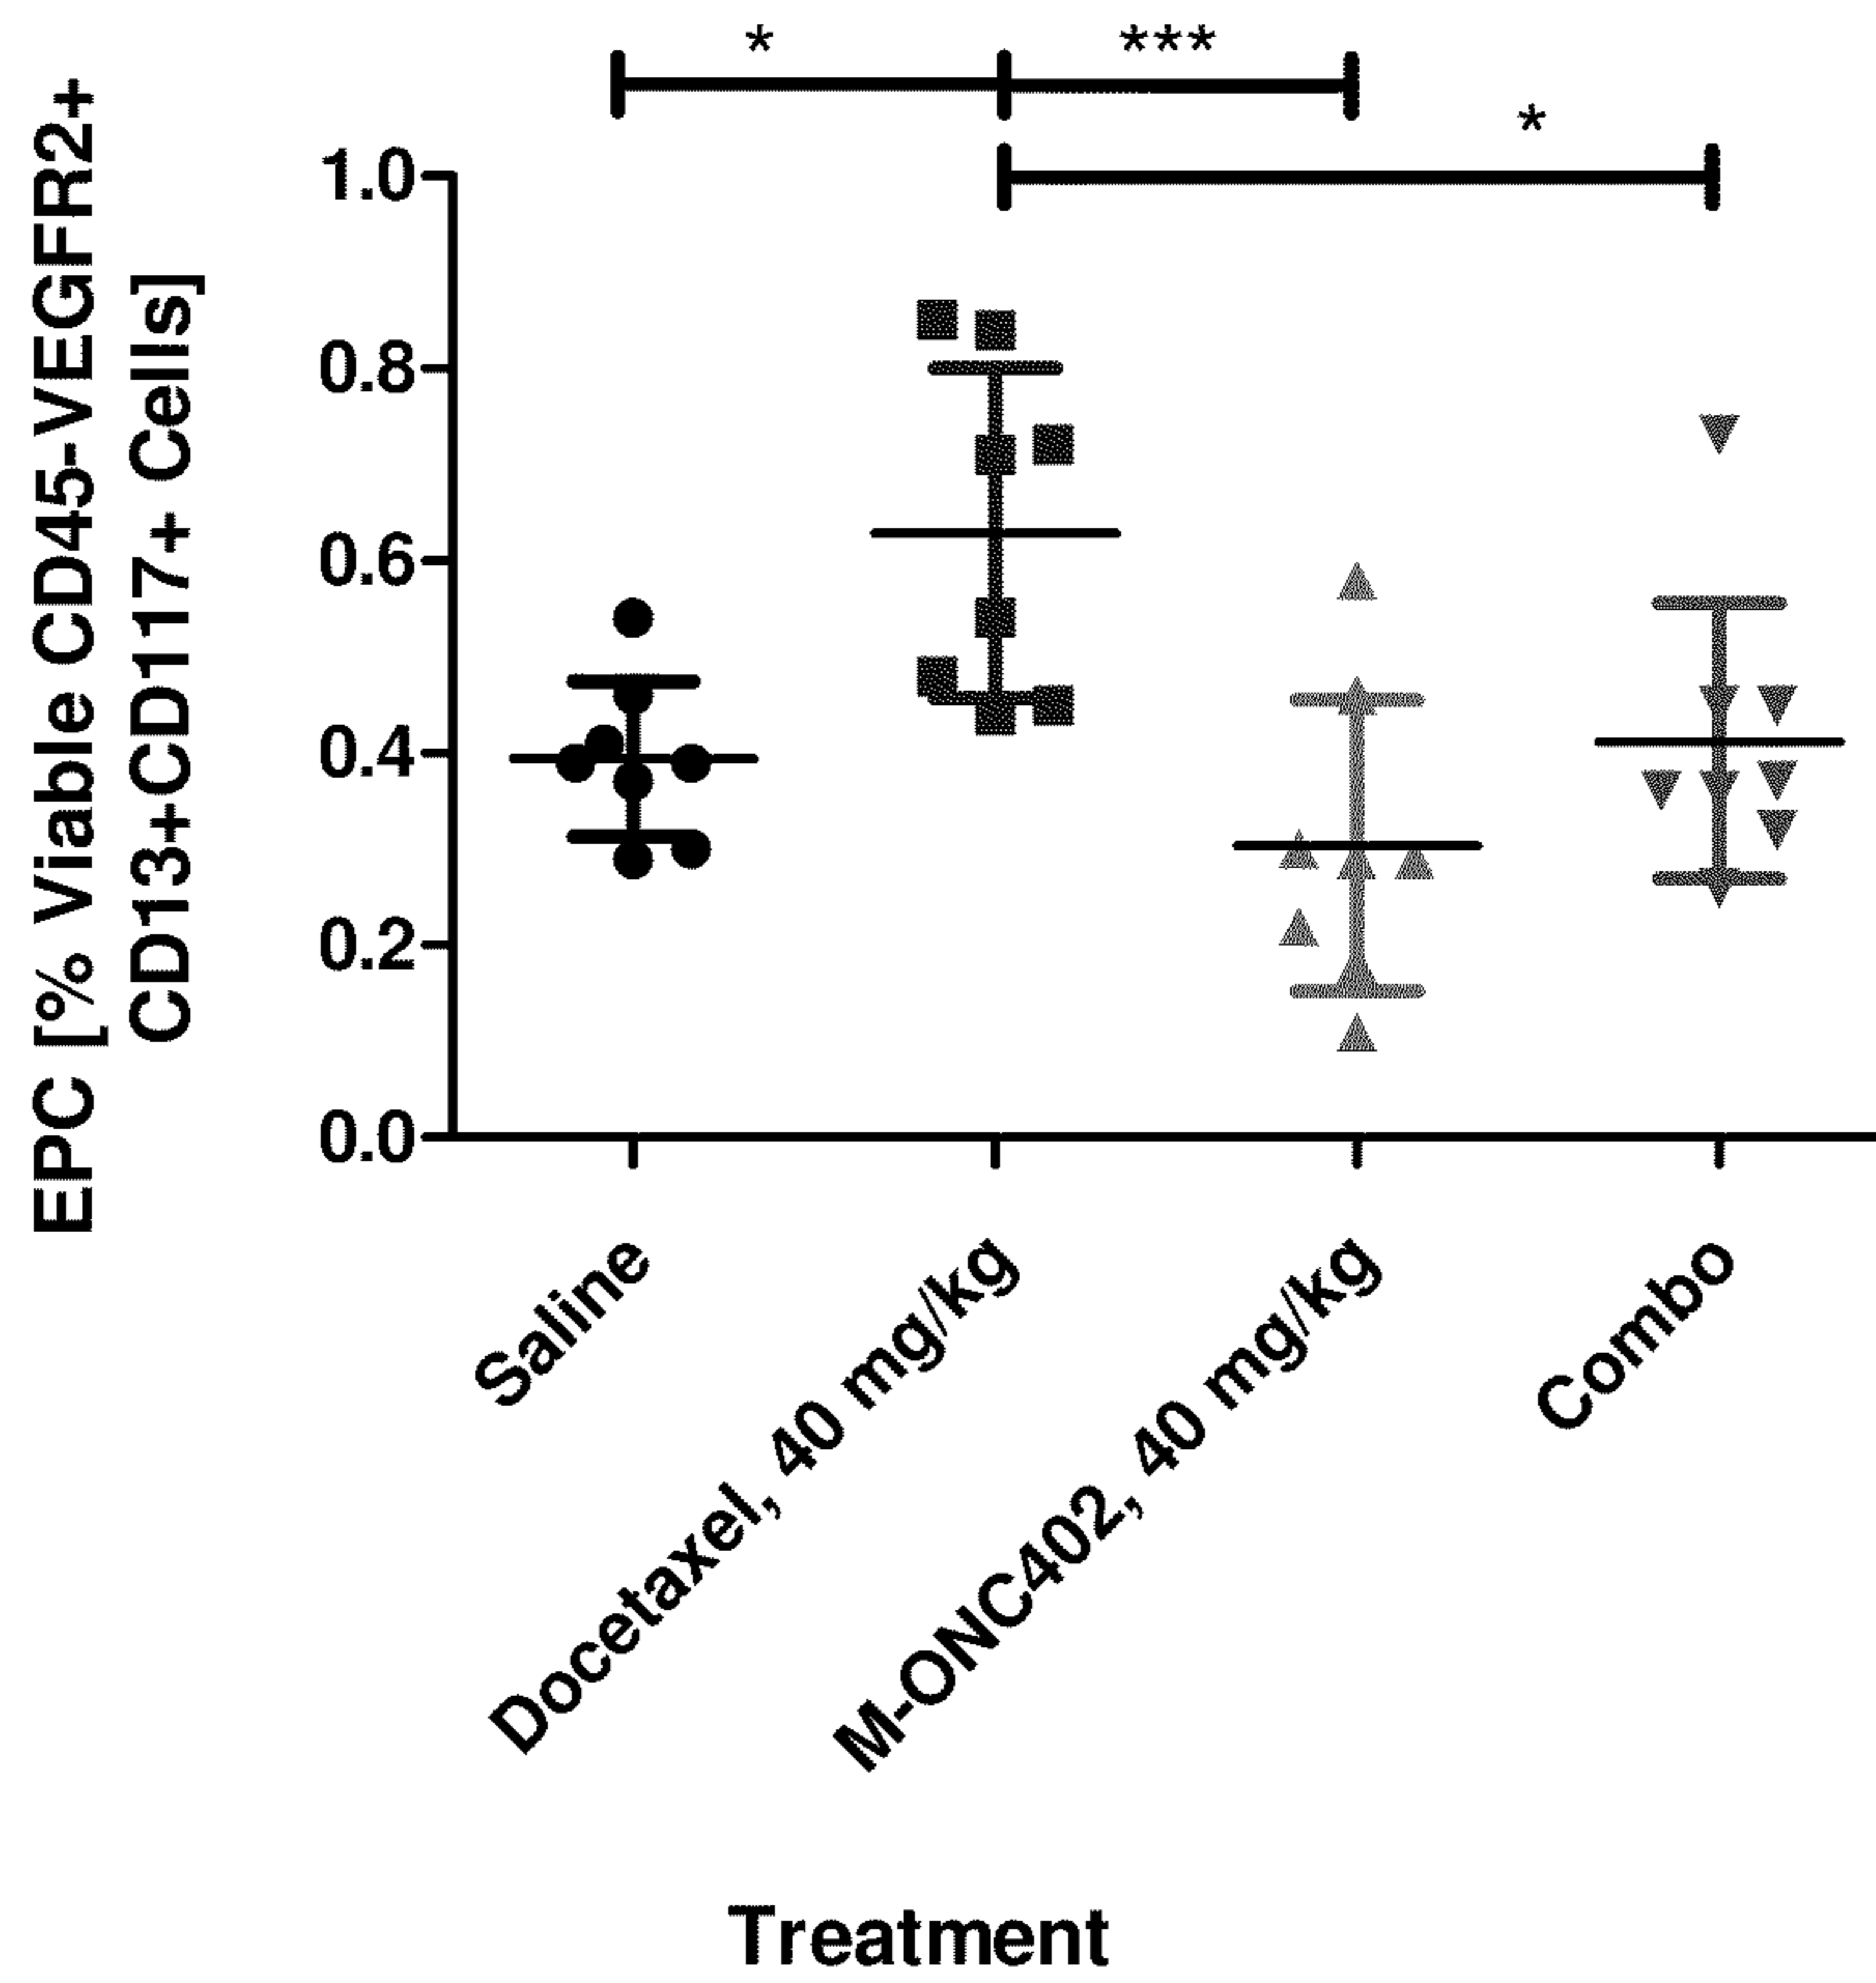 * ***
*
EPC [% Viable CD45-VEGFR2+
CD13+CD117+ Cells]
1.0
0.8
0.6
0.4
0.2
0.0
Saline
Docetaxel, 40 mg/kg
M-ONC402, 40 mg/kg
Combo
Treatment